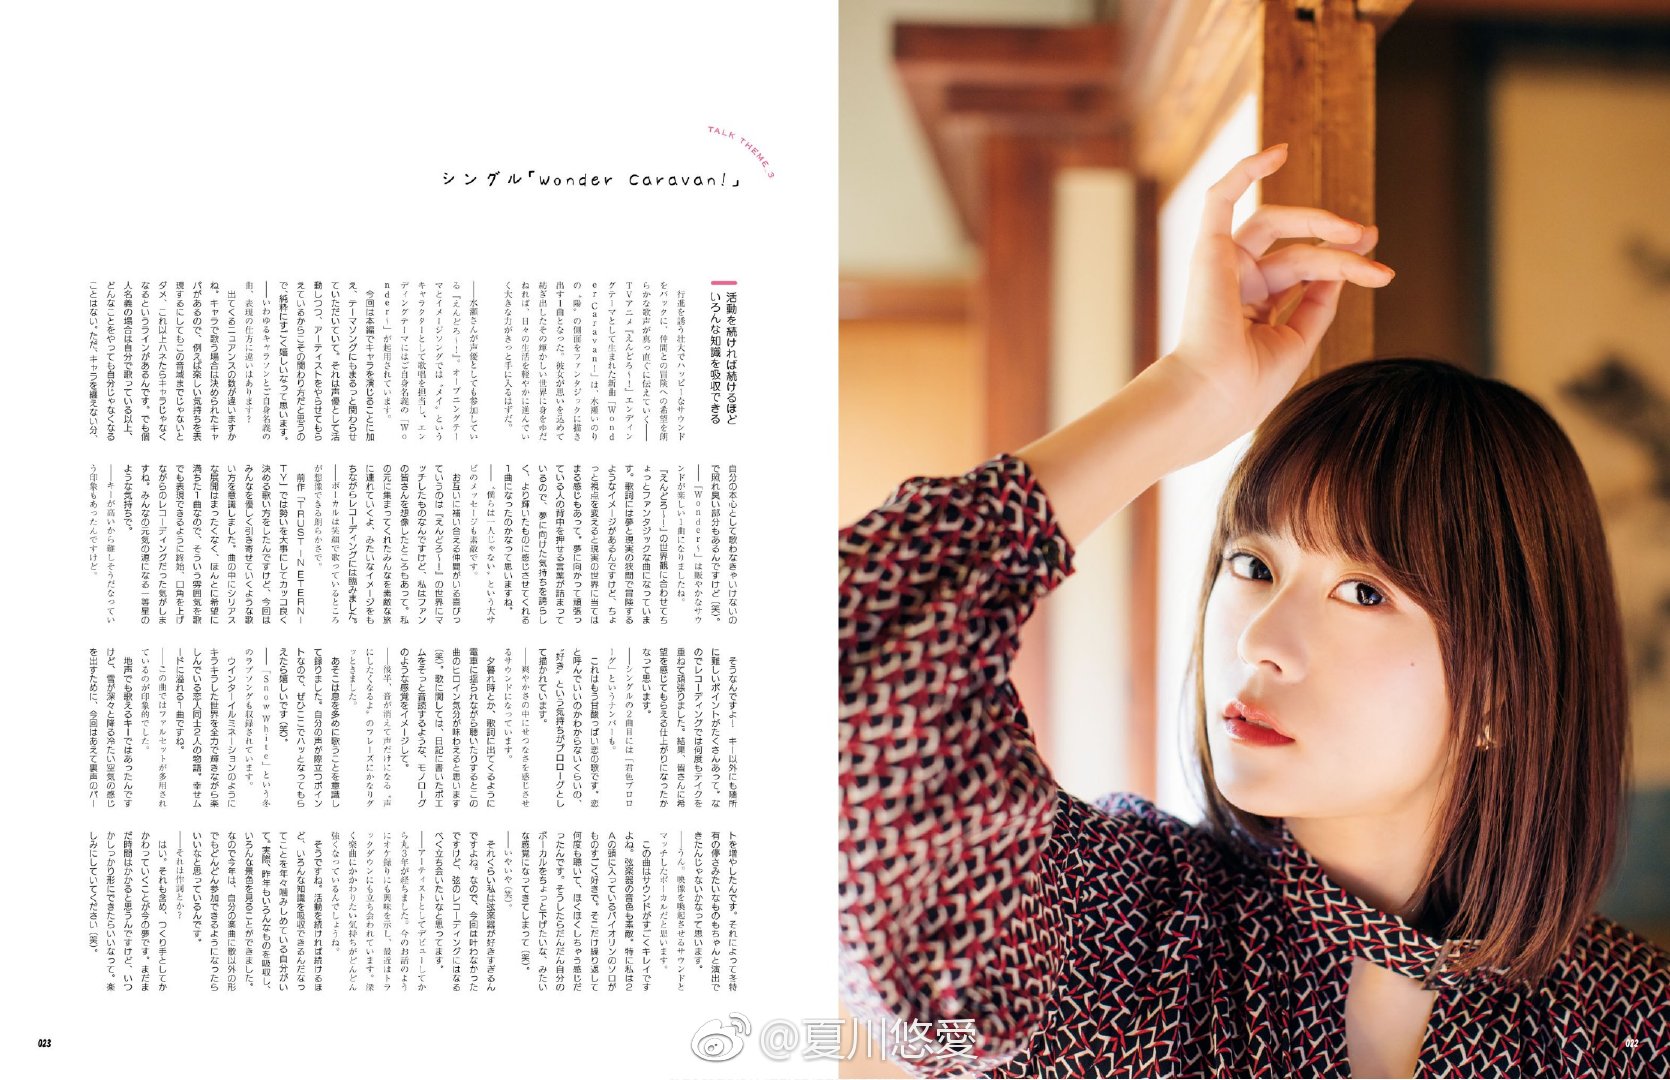 TALK THEME_3
シングル「Wonder Caravan!」
活動を続ければ続けるほど
いろんな知識を吸収できる
行進を誘う壮大でハッピーなサウンド
をバックに、仲間との冒険への希望を朗
らかな歌声が真っ直ぐに伝えていく——
TVアニメ『えんどろ〜!』エンディン
グテーマとして生まれた新曲「Wond
er Caravan!」は、水瀬いのり
の〝陽〟の側面をファンタジックに描き
出す1曲となった。彼女が思いを込めて
紡ぎ出したその輝かしい世界に身をゆだ
ねれば、日々の生活を軽やかに進んでい
く大きな力がきっと手に入るはずだ。
——水瀬さんが声優としても参加してい
る『えんどろ〜!』。オープニングテー
マとイメージソングでは〝メイ〟という
キャラクターとして歌唱を担当し、エン
ディングテーマにはご自身名義の「Wo
nder〜」が起用されています。
今回は本編でキャラを演じることに加
え、テーマソングにもまるっと関わらせ
ていただいていて。それは声優として活
動しつつ、アーティストをやらせてもら
えているからこその関わり方だと思うの
で、純粋にすごく嬉しいなって思います。
——いわゆるキャラソンとご自身名義の
曲、表現の仕方に違いはあります?
出てくるニュアンスの数が違いますか
ね。キャラで歌う場合は決められたキャ
パがあるので、例えば楽しい気持ちを表
現するにしてもこの音域までじゃないと
ダメ、これ以上ハネたらキャラじゃなく
なるというラインがあるんです。でも個
人名義の場合は自分で歌っている以上、
どんなことをやっても自分じゃなくなる
ことはない。ただ、キャラを纏えない分、
自分の本心として歌わなきゃいけないの
で照れ臭い部分もあるんですけど(笑)。
——「Wonder〜」は賑やかなサウ
ンドが楽しい1曲になりましたね。
『えんどろ〜!』の世界観に合わせてち
ょっとファンタジックな曲になっていま
す。歌詞には夢と現実の狭間で冒険する
ようなイメージがあるんですけど、ちょ
っと視点を変えると現実の世界に当ては
まる感じもあって。夢に向かって頑張っ
ている人の背中を押せる言葉が詰まって
いるので、夢に向けた気持ちを誇らし
く、より輝いたものに感じさせてくれる
1曲になったのかなって思いますね。
——〝僕らは一人じゃない〟という大サ
ビのメッセージも素敵です。
お互いに補い合える仲間がいる喜びっ
ていうのは『えんどろ〜!』の世界にマ
ッチしたものなんですけど、私はファン
の皆さんを想像したところもあって。私
の元に集まってくれたみんなを素敵な旅
に連れていくよ、みたいなイメージをも
ちながらレコーディングには臨みました。
——ボーカルは笑顔で歌っているところ
が想像できる朗らかさで。
前作「TRUST IN ETERNI
TY」では勢いを大事にしてカッコ良く
決める歌い方をしたんですけど、今回は
みんなを優しく引き寄せていくような歌
い方を意識しました。曲の中にシリアス
な展開はまったくなく、ほんとに希望に
満ちた1曲なので、そういう雰囲気を歌
でも表現できるように終始、口角を上げ
ながらのレコーディングだった気がしま
すね。みんなの元気の源になる一等星の
ような気持ちで。
——キーが高いから難しそうだなってい
う印象もあったんですけど。
そうなんですよー キー以外にも随所
に難しいポイントがたくさんあって。な
のでレコーディングでは何度もテイクを
重ねて頑張りました。結果、皆さんに希
望を感じてもらえる仕上がりになったか
なって思います。
——シングルの2曲目には「君色プロロ
ーグ」というナンバーも。
これはもう甘酸っぱい恋の歌です。恋
と呼んでいいのかわからないくらいの、
〝好き〟という気持ちがプロローグとし
て描かれています。
——爽やかさの中にせつなさを感じさせ
るサウンドになっています。
夕暮れ時とか、歌詞に出てくるように
電車に揺られながら聴いたりするとこの
曲のヒロイン気分が味わえると思います
(笑)。歌に関しては、日記に書いたポエ
ムをそっと音読するような、モノローグ
のような感覚をイメージして。
——後半、音が消えて声だけになる〝声
にしたくなるよ〟のフレーズにかなりグ
ッときました。
あそこは息を多めに歌うことを意識し
て録りました。自分の声が際立つポイン
トなので、ぜひここでハッとなってもら
えたら嬉しいです(笑)。
——「Snow White」という冬
のラブソングも収録されています。
ウインターイルミネーションのように
キラキラした世界を全力で輝きながら楽
しんでいる恋人同士2人の物語。幸せム
ードに溢れる1曲ですね。
——この曲ではファルセットが多用され
ているのが印象的でした。
地声でも歌えるキーではあったんです
けど、雪が深々と降る冷たい空気の感じ
を出すために、今回はあえて裏声のパー
トを増やしたんです。それによって冬特
有の儚さみたいなものもちゃんと演出で
きたんじゃないかなって思います。
——うん、映像を喚起させるサウンドと
マッチしたボーカルだと思います。
この曲はサウンドがすごくキレイです
よね。弦楽器の音色も素敵。特に私は2
Aの頭に入っているバイオリンのソロが
ものすごく好きで。そこだけ繰り返して
何度も聴いて、ほくほくしちゃう感じだ
ったんです。そうしたらだんだん自分の
ボーカルをちょっと下げたいな、みたい
な感覚になってきてしまって(笑)。
——いやいや(笑)。
それくらい私は弦楽器が好きすぎるん
ですよね。なので、今回は叶わなかった
ですけど、弦のレコーディングにはなる
べく立ち会いたいなと思ってます。
——アーティストとしてデビューしてか
ら丸3年が経ちました。今のお話のよう
にオケ録りにも興味を示し、最近はトラ
ックダウンにも立ち会われています。深
く楽曲にかかわりたい気持ちがどんどん
強くなっているんでしょうね。
そうですね。活動を続ければ続けるほ
ど、いろんな知識を吸収できるんだなっ
てことを年々噛みしめている自分がい
て。実際、昨年もいろんなものを吸収し、
いろんな景色を見ることができました。
なので今年は、自分の楽曲に歌以外の形
でもどんどん参加できるようになったら
いいなと思っているんです。
——それは作詞とか?
はい。それも含め、つくり手としてか
かわっていくことが今の夢です。まだま
だ時間はかかると思うんですけど、いつ
かしっかり形にできたらいいなって。楽
しみにしていてください(笑)。
023
022
@夏川悠愛